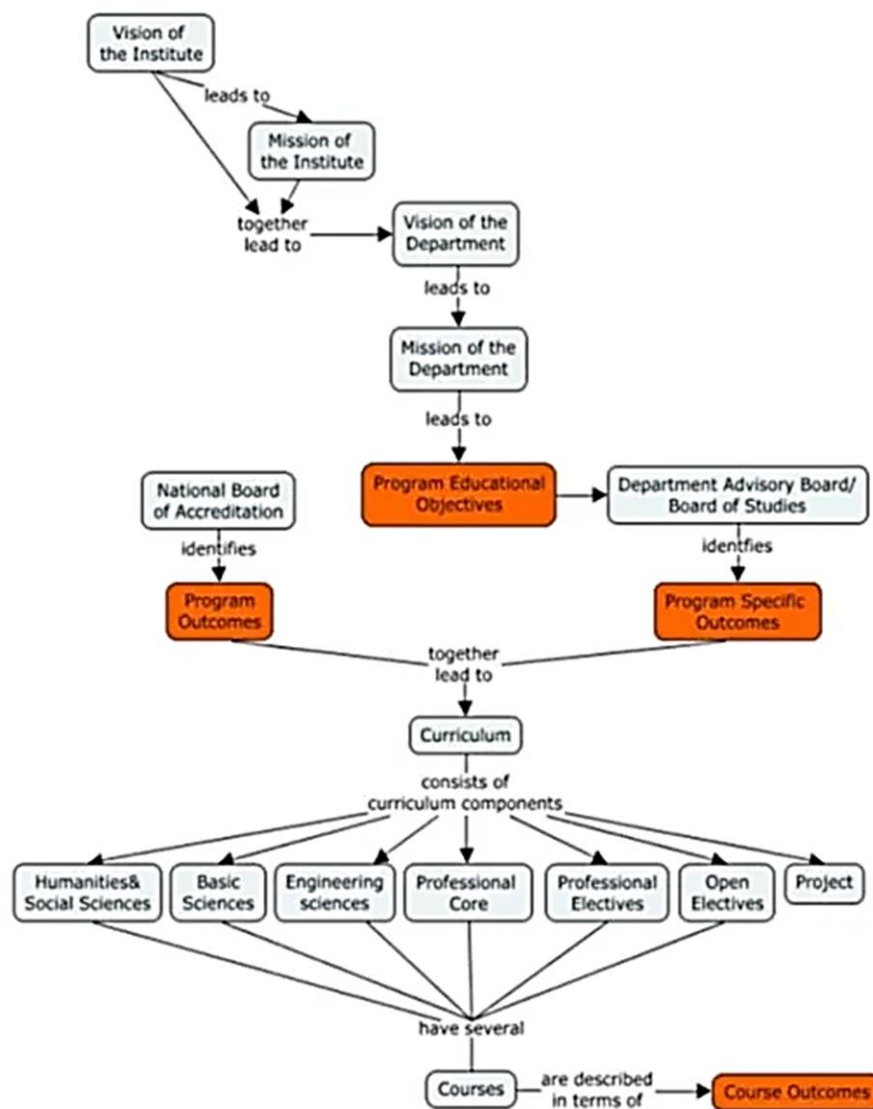 Vision of
the Institute
leads to
Mission of
the Institute
together
lead to
Vision of the
Department
leads to
Mission of the
Department
leads to
National Board
of Accreditation
Program Educational
Objectives
Department Advisory Board/
Board of Studies
identifies
identfies
Program
Outcomes
Program Specific
Outcomes
together
lead to
Curriculum
consists of
curriculum components
Humanities&
Social Sciences
Basic
Sciences
Engineering
sciences
Professional
Core
Professional
Electives
Open
Electives
Project
have several
Courses
are described
in terms of
Course Outcomes